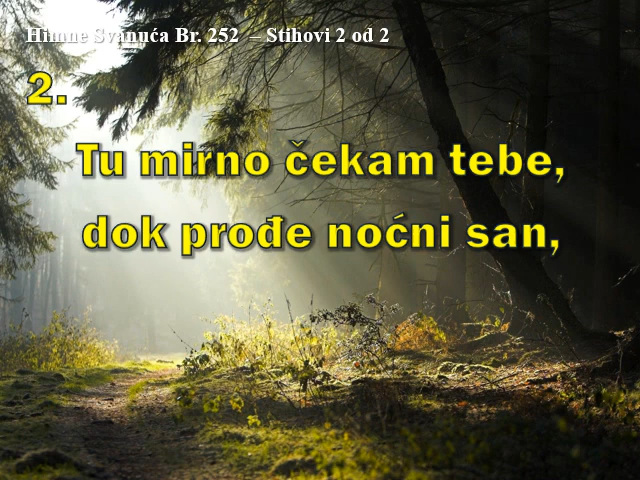 Himne Svanuća Br. 252 – Stihovi 2 od 2
2.
Tu mirno čekam tebe,
dok prođe noćni san,